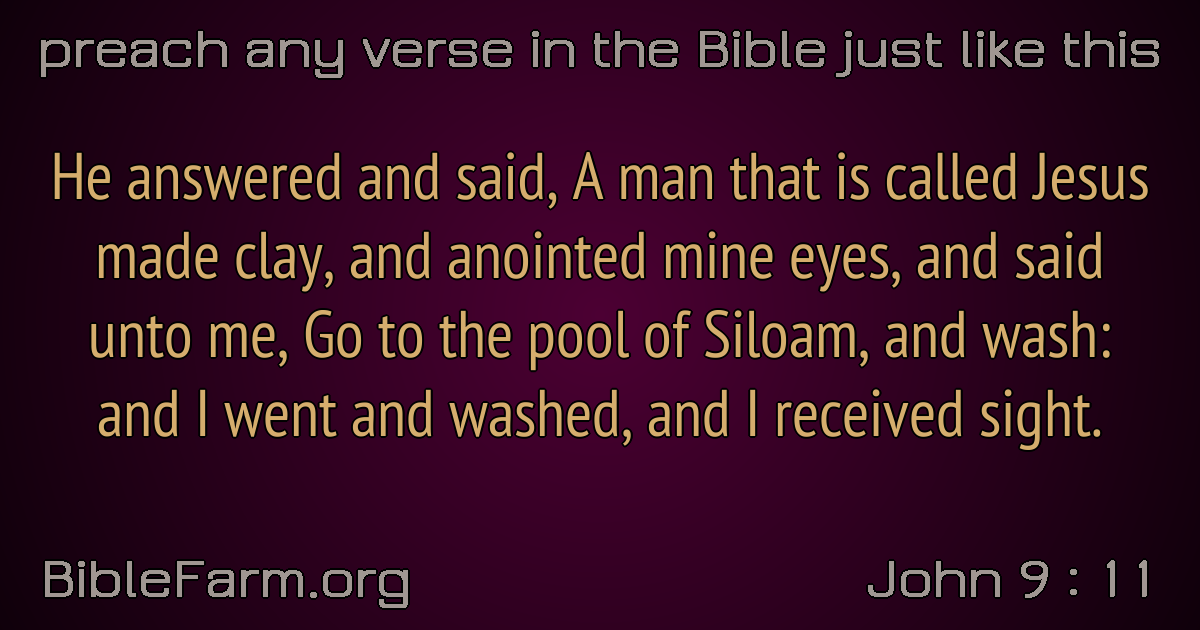 preach any verse in the Bible just like this
He answered and said, A man that is called Jesus
made clay, and anointed mine eyes, and said
unto me, Go to the pool of Siloam, and wash:
and I went and washed, and I received sight.
BibleFarm.org
John 9 : 11